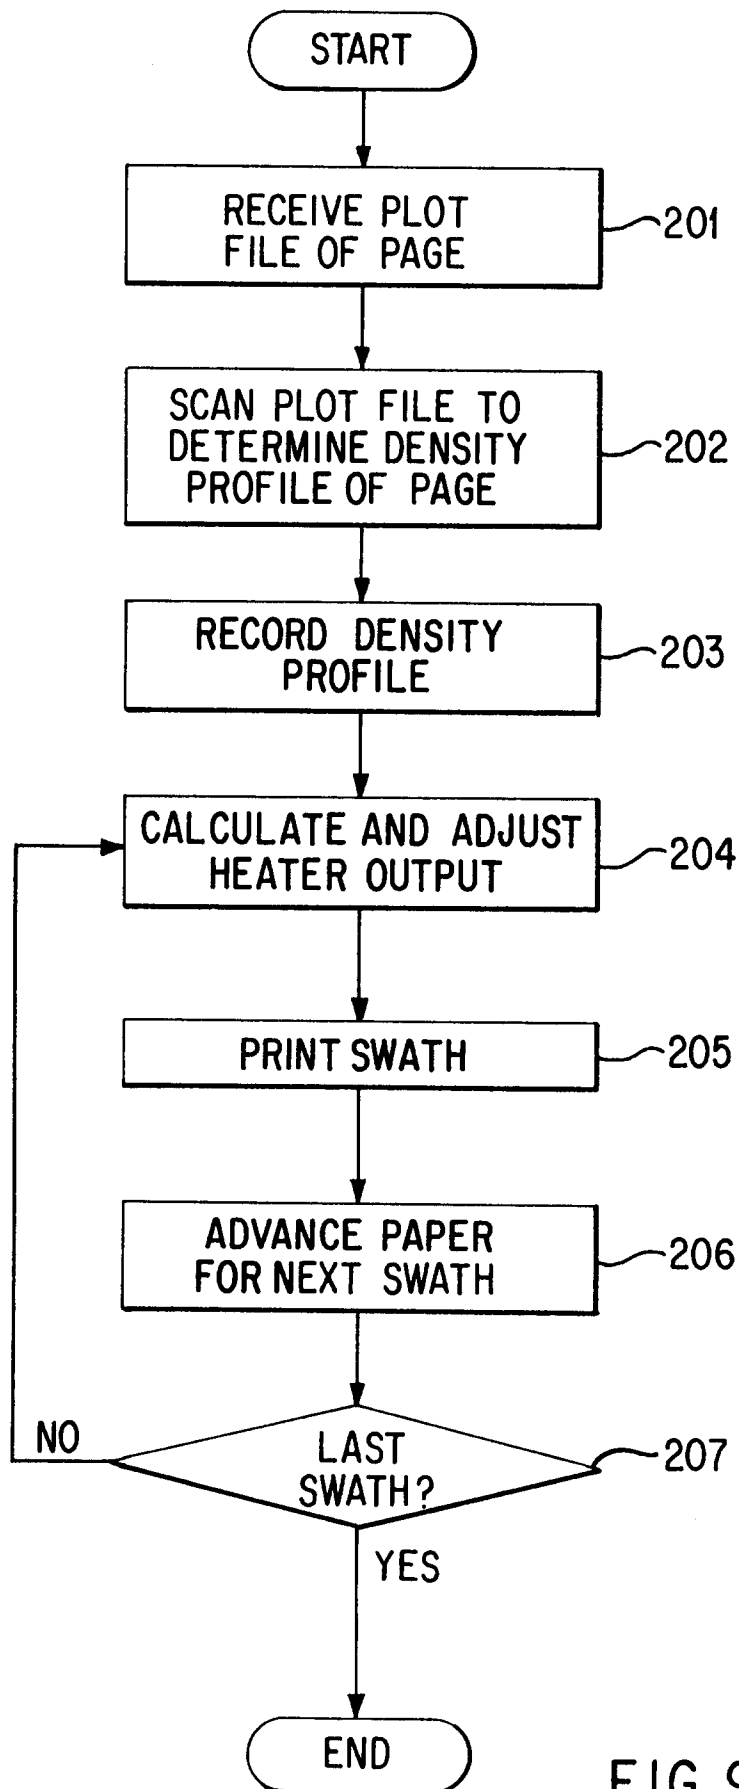 START
RECEIVE PLOT
FILE OF PAGE
201
SCAN PLOT FILE TO
DETERMINE DENSITY
PROFILE OF PAGE
202
RECORD DENSITY
PROFILE
203
CALCULATE AND ADJUST
HEATER OUTPUT
204
PRINT SWATH
205
ADVANCE PAPER
FOR NEXT SWATH
206
NO
LAST
SWATH?
207
YES
END
FIG